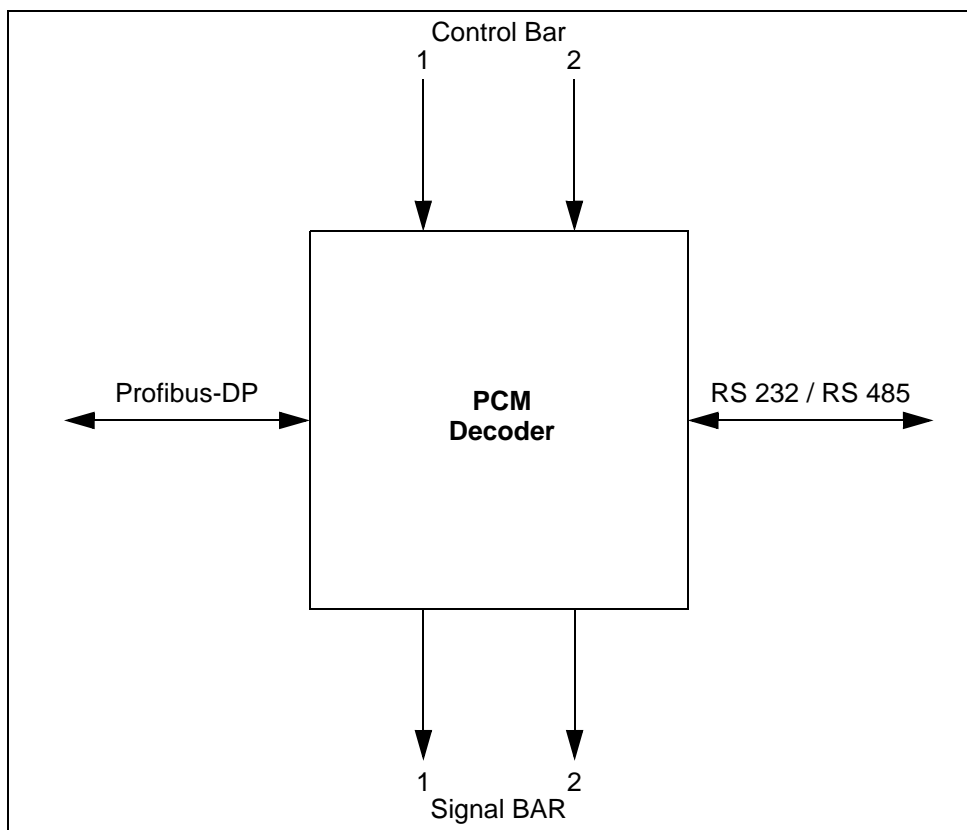 Control Bar
1 2
Profibus-DP
PCM
Decoder
RS 232 / RS 485
1 2
Signal BAR